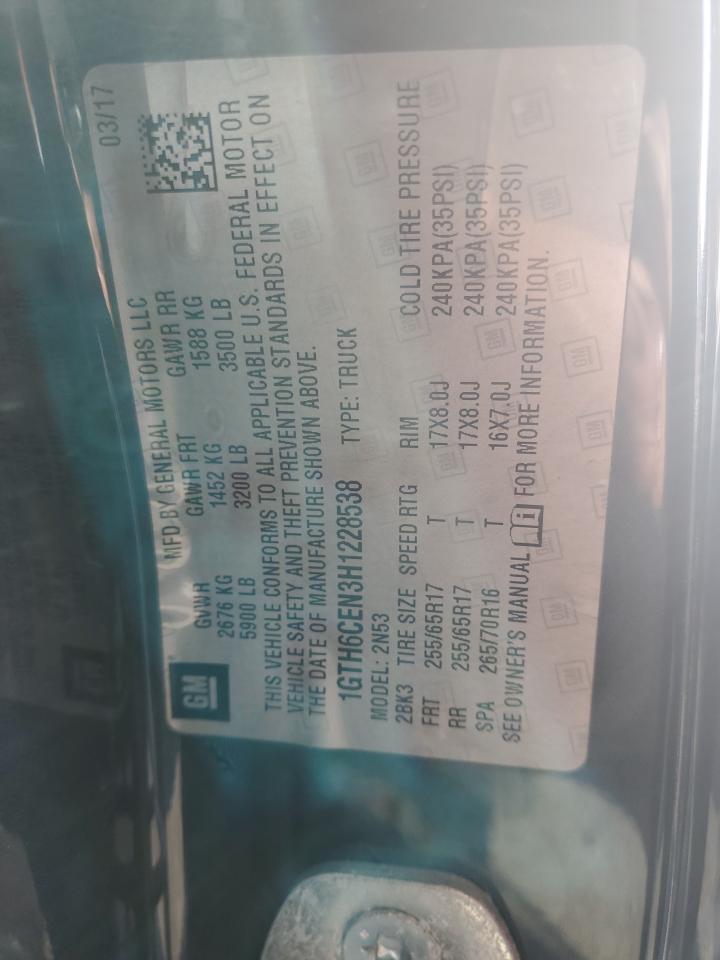 MFD BY GENERAL MOTORS LLC 03/17
GM
GVWR GAWR FRT GAWR RR
2676 KG 1452 KG 1588 KG
5900 LB 3200 LB 3500 LB
THIS VEHICLE CONFORMS TO ALL APPLICABLE U.S. FEDERAL MOTOR
VEHICLE SAFETY AND THEFT PREVENTION STANDARDS IN EFFECT ON
THE DATE OF MANUFACTURE SHOWN ABOVE.
1GTH6CEN3H1228538 TYPE: TRUCK
MODEL: 2N53
2BK3 TIRE SIZE SPEED RTG RIM COLD TIRE PRESSURE
FRT 255/65R17 T 17X8.0J 240KPA(35PSI)
RR 255/65R17 T 17X8.0J 240KPA(35PSI)
SPA 265/70R16 T 16X7.0J 240KPA(35PSI)
SEE OWNER'S MANUAL i FOR MORE INFORMATION.